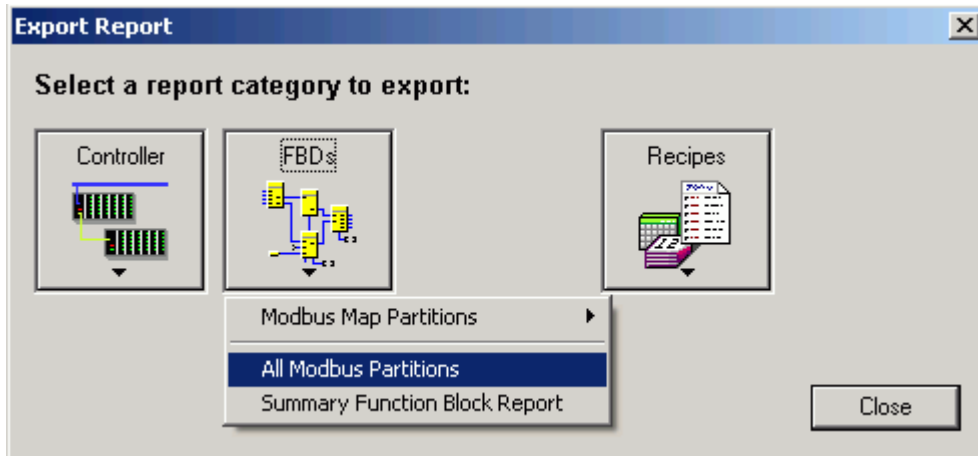 Export Report
Select a report category to export:
Controller
FBDs
Recipes
Modbus Map Partitions
All Modbus Partitions
Summary Function Block Report
Close